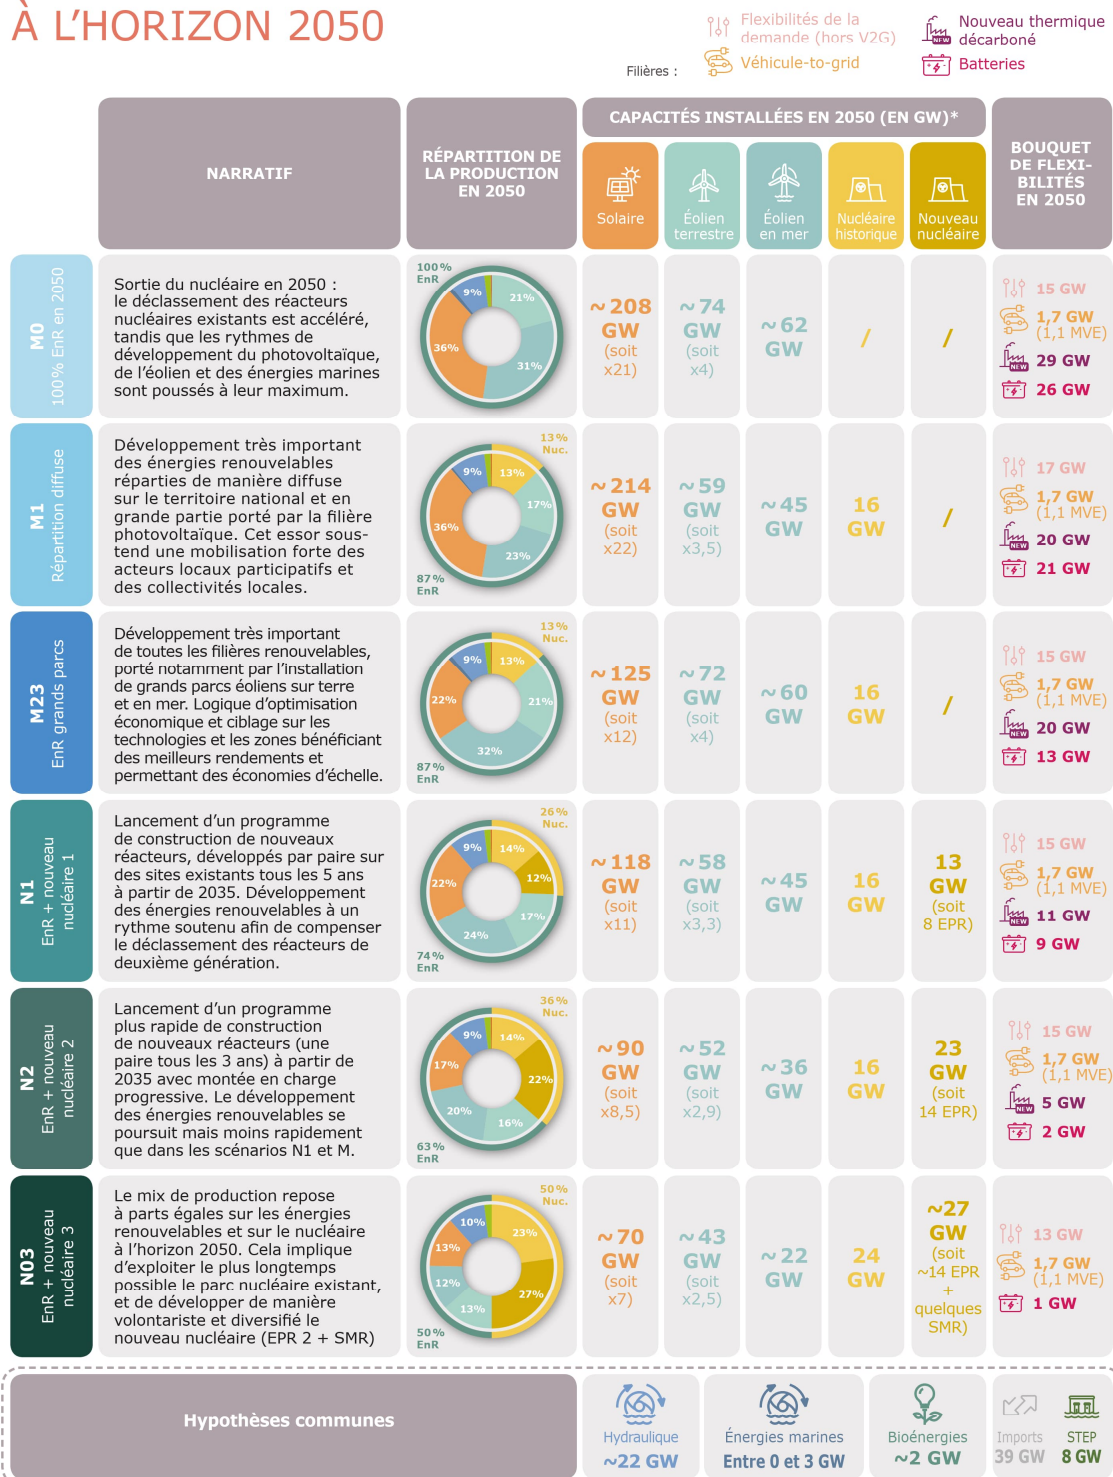 À L'HORIZON 2050
Filières :
Flexibilités de la
demande (hors V2G)
Véhicule-to-grid
Nouveau thermique
décarboné
Batteries
NARRATIF
RÉPARTITION DE
LA PRODUCTION
EN 2050
CAPACITÉS INSTALLÉES EN 2050 (EN GW)*
Solaire
Éolien
terrestre
Éolien
en mer
Nucléaire
historique
Nouveau
nucléaire
BOUQUET
DE FLEXI-
BILITÉS
EN 2050
M0
100% EnR en 2050
Sortie du nucléaire en 2050 :
le déclassement des réacteurs
nucléaires existants est accéléré,
tandis que les rythmes de
développement du photovoltaïque,
de l'éolien et des énergies marines
sont poussés à leur maximum.
100%
EnR
9%
21%
36%
31%
~208
GW
(soit
x21)
~74
GW
(soit
x4)
~62
GW
/
/
15 GW
1,7 GW
(1,1 MVE)
NEW
29 GW
26 GW
M1
Répartition diffuse
Développement très important
des énergies renouvelables
réparties de manière diffuse
sur le territoire national et en
grande partie porté par la filière
photovoltaïque. Cet essor sous-
tend une mobilisation forte des
acteurs locaux participatifs et
des collectivités locales.
13%
Nuc.
9%
13%
17%
36%
23%
87%
EnR
~214
GW
(soit
x22)
~59
GW
(soit
x3,5)
~45
GW
16
GW
/
17 GW
1,7 GW
(1,1 MVE)
NEW
20 GW
21 GW
M23
EnR grands parcs
Développement très important
de toutes les filières renouvelables,
porté notamment par l'installation
de grands parcs éoliens sur terre
et en mer. Logique d'optimisation
économique et ciblage sur les
technologies et les zones bénéficiant
des meilleurs rendements et
permettant des économies d'échelle.
13%
Nuc.
9%
13%
22%
21%
32%
87%
EnR
~125
GW
(soit
x12)
~72
GW
(soit
x4)
~60
GW
16
GW
/
15 GW
1,7 GW
(1,1 MVE)
NEW
20 GW
13 GW
N1
EnR + nouveau
nucléaire 1
Lancement d'un programme
de construction de nouveaux
réacteurs, développés par paire sur
des sites existants tous les 5 ans
à partir de 2035. Développement
des énergies renouvelables à un
rythme soutenu afin de compenser
le déclassement des réacteurs de
deuxième génération.
26%
Nuc.
9%
14%
22%
12%
17%
24%
74%
EnR
~118
GW
(soit
x11)
~58
GW
(soit
x3,3)
~45
GW
16
GW
13
GW
(soit
8 EPR)
15 GW
1,7 GW
(1,1 MVE)
NEW
11 GW
9 GW
N2
EnR + nouveau
nucléaire 2
Lancement d'un programme
plus rapide de construction
de nouveaux réacteurs (une
paire tous les 3 ans) à partir de
2035 avec montée en charge
progressive. Le développement
des énergies renouvelables se
poursuit mais moins rapidement
que dans les scénarios N1 et M.
36%
Nuc.
9%
14%
17%
22%
20%
16%
63%
EnR
~90
GW
(soit
x8,5)
~52
GW
(soit
x2,9)
~36
GW
16
GW
23
GW
(soit
14 EPR)
15 GW
1,7 GW
(1,1 MVE)
NEW
5 GW
2 GW
N03
EnR + nouveau
nucléaire 3
Le mix de production repose
à parts égales sur les énergies
renouvelables et sur le nucléaire
à l'horizon 2050. Cela implique
d'exploiter le plus longtemps
possible le parc nucléaire existant,
et de développer de manière
volontariste et diversifié le
nouveau nucléaire (EPR 2 + SMR)
50%
Nuc.
10%
23%
13%
12%
27%
13%
50%
EnR
~70
GW
(soit
x7)
~43
GW
(soit
x2,5)
~22
GW
24
GW
~27
GW
(soit
~14 EPR
+
quelques
SMR)
13 GW
1,7 GW
(1,1 MVE)
1 GW
Hypothèses communes
Hydraulique
~22 GW
Énergies marines
Entre 0 et 3 GW
Bioénergies
~2 GW
Imports
39 GW
STEP
8 GW